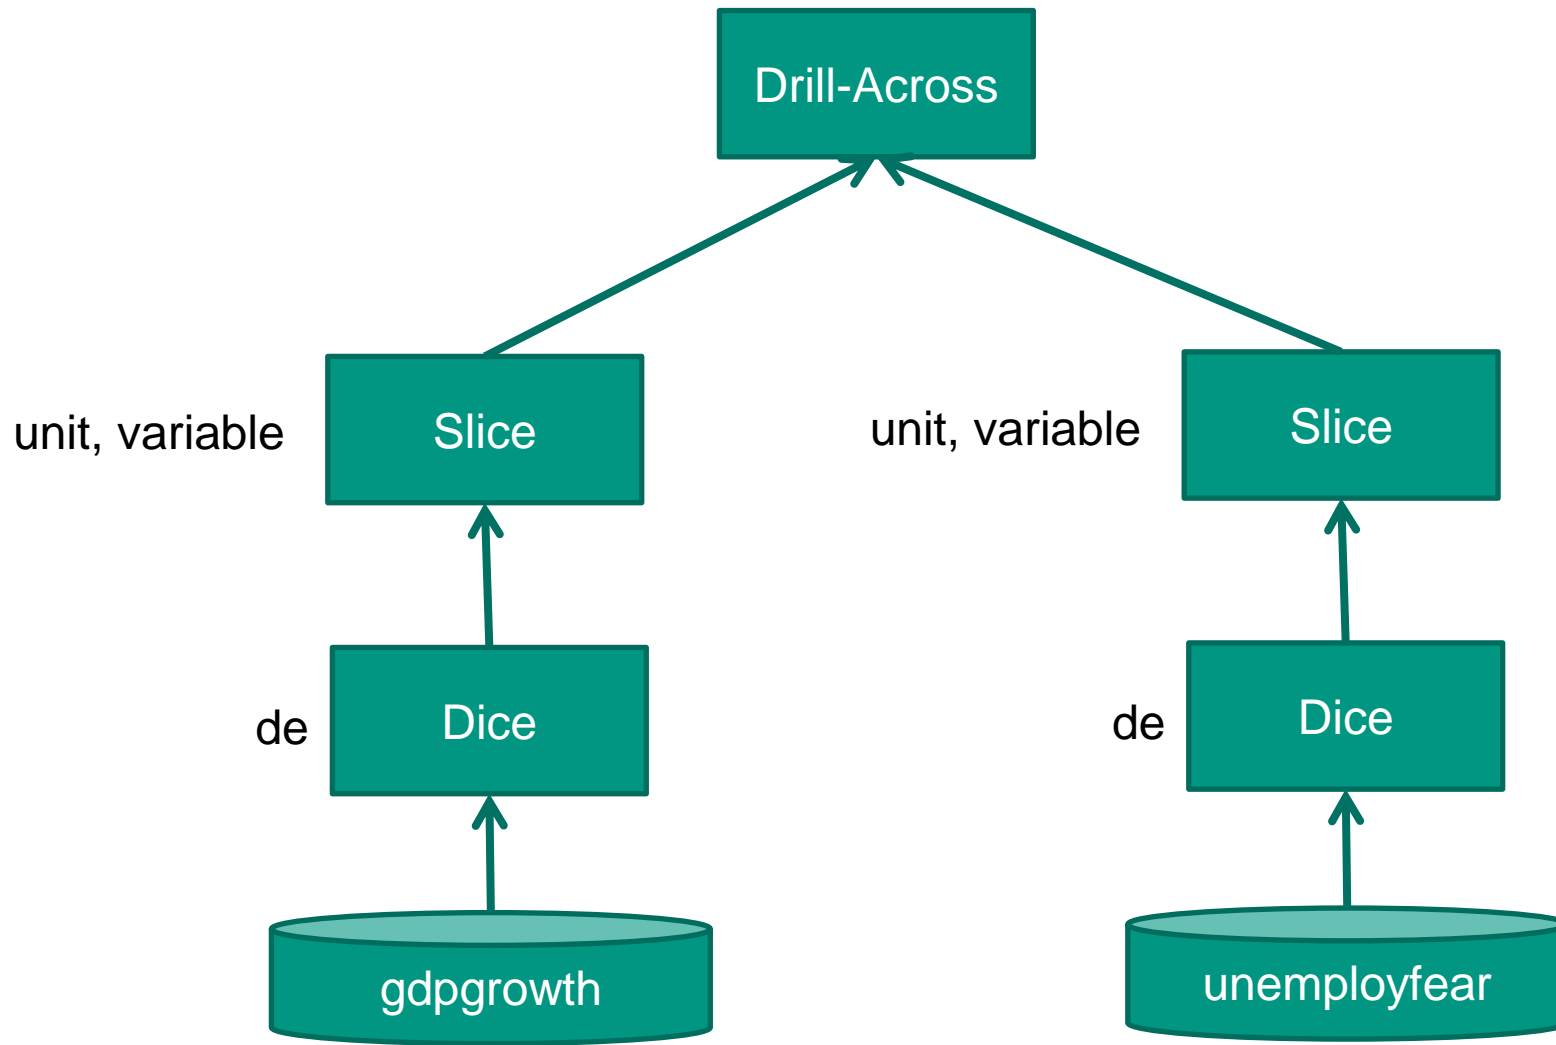 Drill-Across
unit, variable
Slice
unit, variable
Slice
de
Dice
de
Dice
gdpgrowth
unemployfear